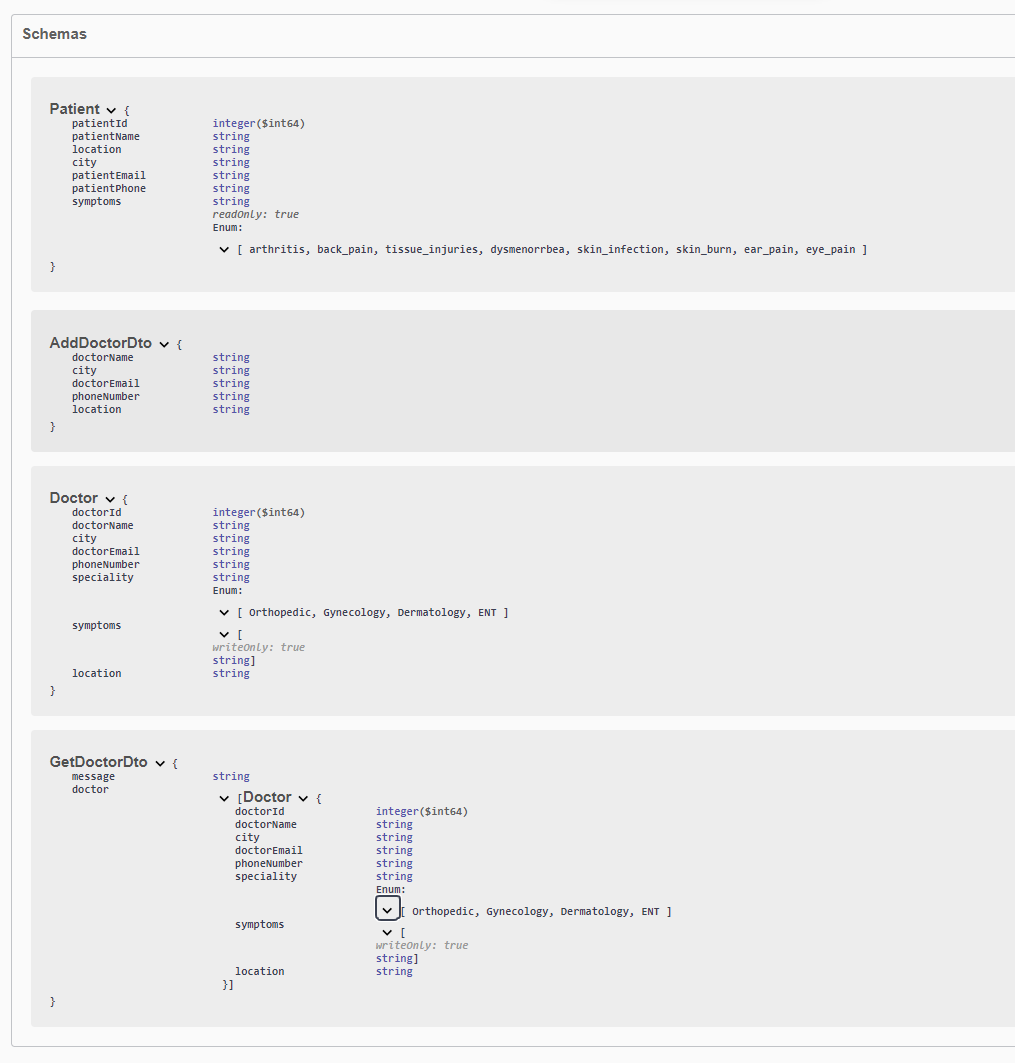 Schemas
Patient {
patientId integer($int64)
patientName string
location string
city string
patientEmail string
patientPhone string
symptoms string
readOnly: true
Enum:
[ arthritis, back_pain, tissue_injuries, dysmenorrbea, skin_infection, skin_burn, ear_pain, eye_pain ]
}
AddDoctorDto {
doctorName string
city string
doctorEmail string
phoneNumber string
location string
}
Doctor {
doctorId integer($int64)
doctorName string
city string
doctorEmail string
phoneNumber string
speciality string
Enum:
[ Orthopedic, Gynecology, Dermatology, ENT ]
symptoms
[
writeOnly: true
string]
location string
}
GetDoctorDto {
message string
doctor
[Doctor {
doctorId integer($int64)
doctorName string
city string
doctorEmail string
phoneNumber string
speciality string
Enum:
[ Orthopedic, Gynecology, Dermatology, ENT ]
symptoms
[
writeOnly: true
string]
location string
}]
}